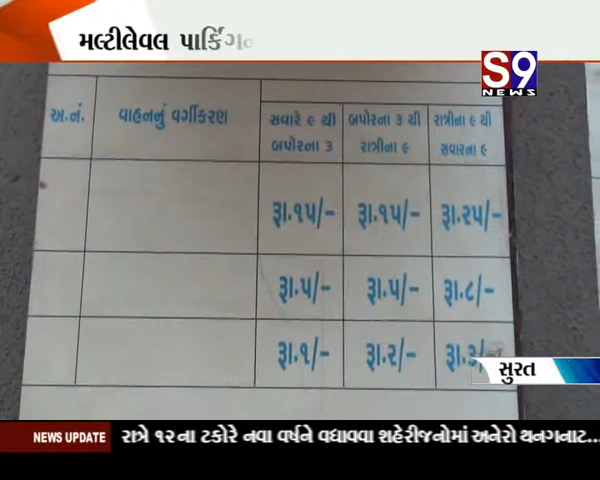 મલ્ટીલેવલ પાર્કિંગ
S9
NEWS
અ.નં.
વાહનનું વર્ગીકરણ
સવારે ૯ થી
બપોરના ૩
બપોરના ૩ થી
રાત્રીના ૯
રાત્રીના ૯ થી
સવારના ૯
રૂા.૧૫/-
રૂા.૧૫/-
રૂા.૨૫/-
રૂા.૫/-
રૂા.૫/-
રૂા.૮/-
રૂા.૧/-
રૂા.૨/-
રૂા.૩/-
સુરત
NEWS UPDATE
રાત્રે ૧૨ના ટકોરે નવા વર્ષને વધાવવા શહેરીજનોમાં અનેરો થનગનાટ...